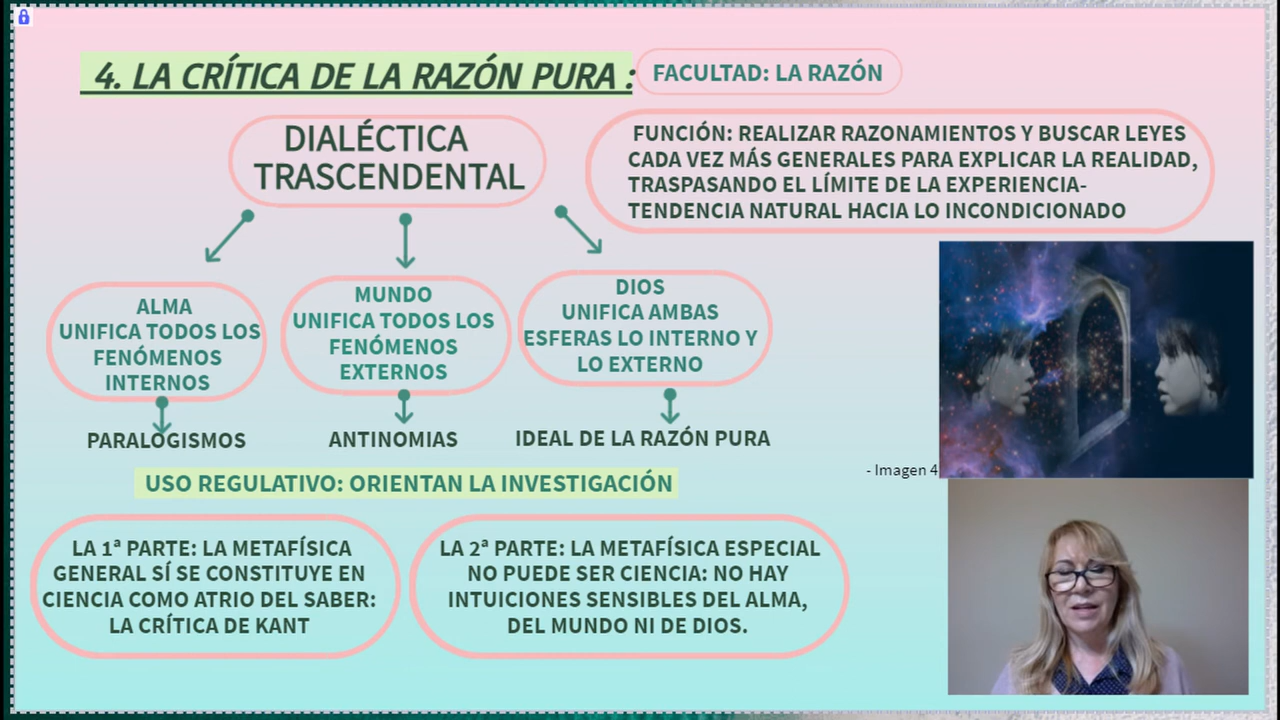 4. LA CRÍTICA DE LA RAZÓN PURA :
FACULTAD: LA RAZÓN
DIALÉCTICA
TRASCENDENTAL
FUNCIÓN: REALIZAR RAZONAMIENTOS Y BUSCAR LEYES
CADA VEZ MÁS GENERALES PARA EXPLICAR LA REALIDAD,
TRASPASANDO EL LÍMITE DE LA EXPERIENCIA-
TENDENCIA NATURAL HACIA LO INCONDICIONADO
ALMA
UNIFICA TODOS LOS
FENÓMENOS
INTERNOS
MUNDO
UNIFICA TODOS LOS
FENÓMENOS
EXTERNOS
DIOS
UNIFICA AMBAS
ESFERAS LO INTERNO Y
LO EXTERNO
PARALOGISMOS
ANTINOMIAS
IDEAL DE LA RAZÓN PURA
- Imagen 4
USO REGULATIVO: ORIENTAN LA INVESTIGACIÓN
LA 1ª PARTE: LA METAFÍSICA
GENERAL SÍ SE CONSTITUYE EN
CIENCIA COMO ATRIO DEL SABER:
LA CRÍTICA DE KANT
LA 2ª PARTE: LA METAFÍSICA ESPECIAL
NO PUEDE SER CIENCIA: NO HAY
INTUICIONES SENSIBLES DEL ALMA,
DEL MUNDO NI DE DIOS.